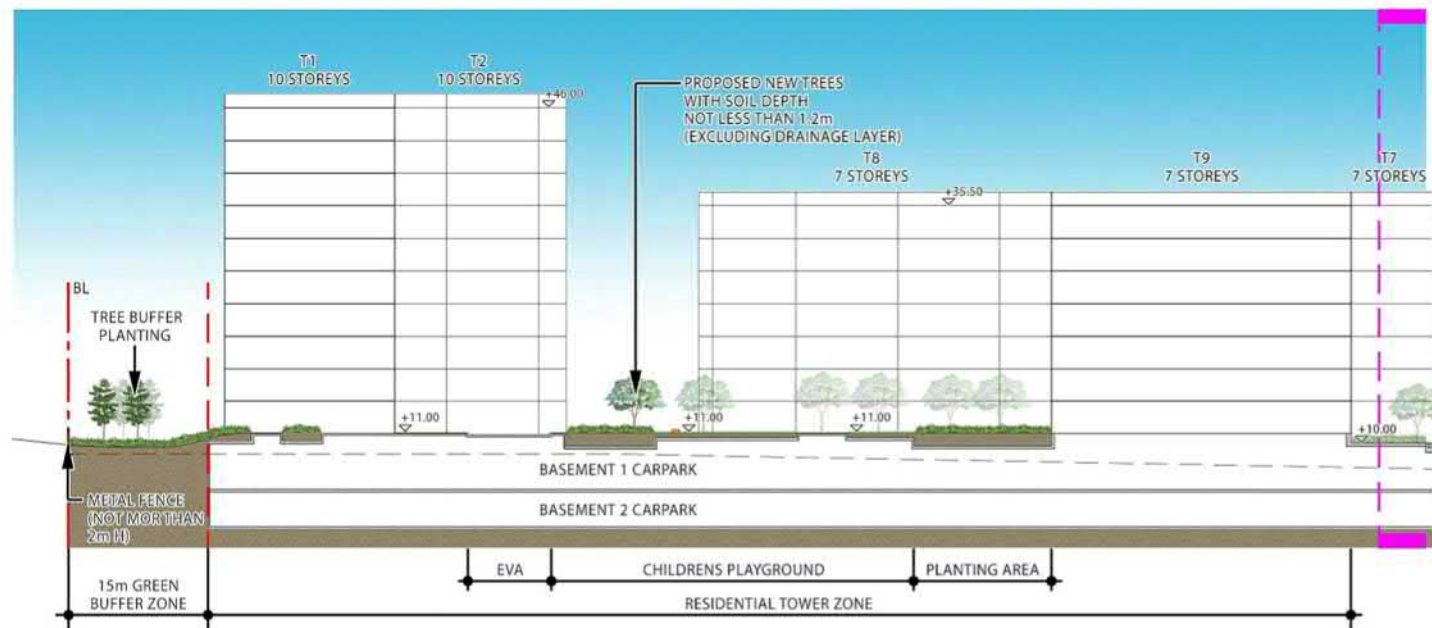 T1
10 STOREYS
T2
10 STOREYS
+46.00
PROPOSED NEW TREES
WITH SOIL DEPTH
NOT LESS THAN 1.2m
(EXCLUDING DRAINAGE LAYER)
T8
7 STOREYS
T9
7 STOREYS
T7
7 STOREYS
+35.50
BL
TREE BUFFER
PLANTING
+11.00
+11.00
+11.00
+10.00
BASEMENT 1 CARPARK
METAL FENCE
(NOT MOR THAN
2m H)
BASEMENT 2 CARPARK
EVA
CHILDRENS PLAYGROUND
PLANTING AREA
15m GREEN
BUFFER ZONE
RESIDENTIAL TOWER ZONE